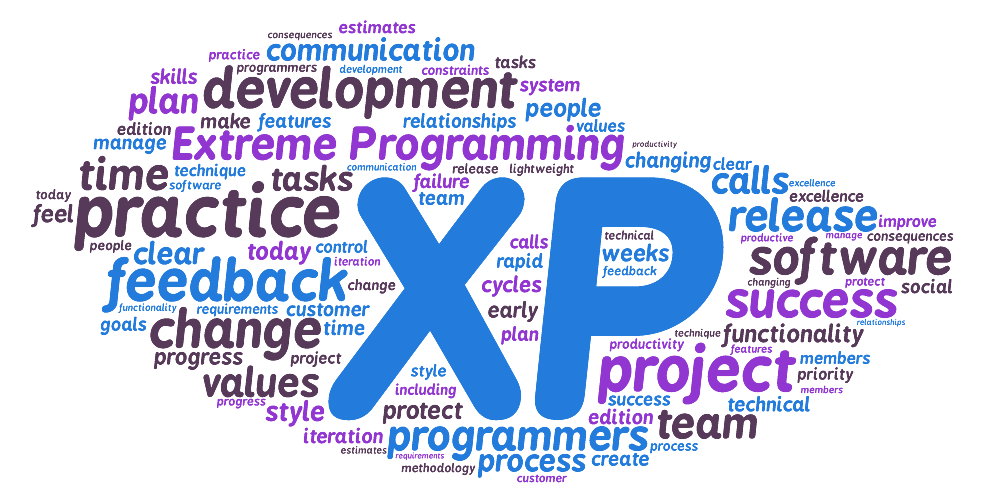 estimates
consequences
practice communication
programmers development constraints tasks
skills development system
plan people
make features relationships values
edition Extreme Programming productivity
manage changing clear
time technique communication release lightweight
software tasks failure calls excellence
today practice team excellence
feel release improve
people clear today control calls technical productive manage consequences
iteration rapid weeks software
feedback change cycles feedback changing protect social
functionality requirements customer early success relationships
goals change time plan technique functionality
progress project productivity features members
values style project priority
progress including members
style protect success technical
XP
iteration programmers edition team
estimates requirements process
methodology process create
customer